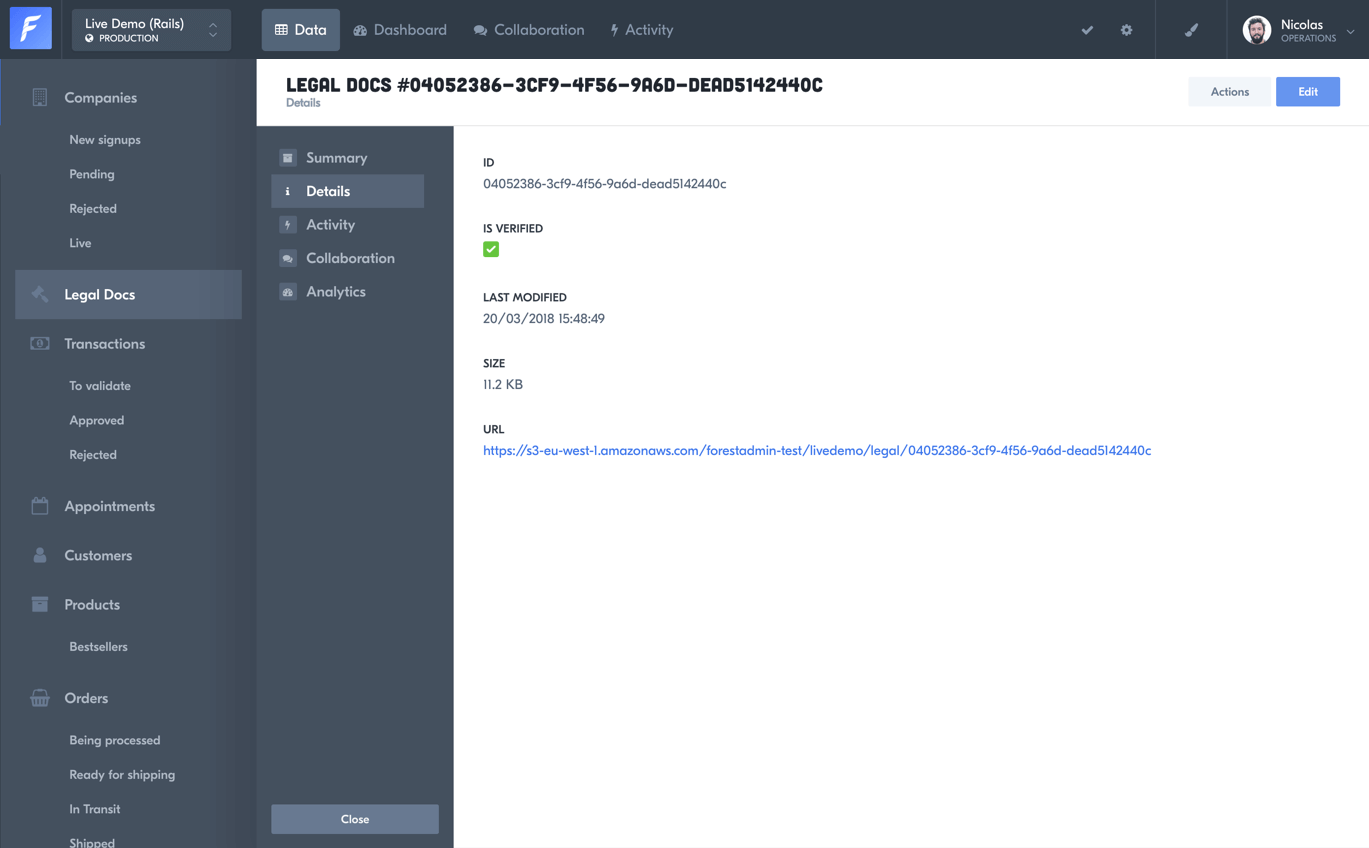 Live Demo (Rails)
PRODUCTION
Data
Dashboard
Collaboration
Activity
Nicolas
OPERATIONS
Companies
New signups
Pending
Rejected
Live
Legal Docs
Transactions
To validate
Approved
Rejected
Appointments
Customers
Products
Bestsellers
Orders
Being processed
Ready for shipping
In Transit
Shipped
LEGAL DOCS #04052386-3CF9-4F56-9A6D-DEAD5142440C
Details
Actions
Edit
Summary
Details
Activity
Collaboration
Analytics
Close
ID
04052386-3cf9-4f56-9a6d-dead5142440c
IS VERIFIED
LAST MODIFIED
20/03/2018 15:48:49
SIZE
11.2 KB
URL
https://s3-eu-west-1.amazonaws.com/forestadmin-test/livedemo/legal/04052386-3cf9-4f56-9a6d-dead5142440c